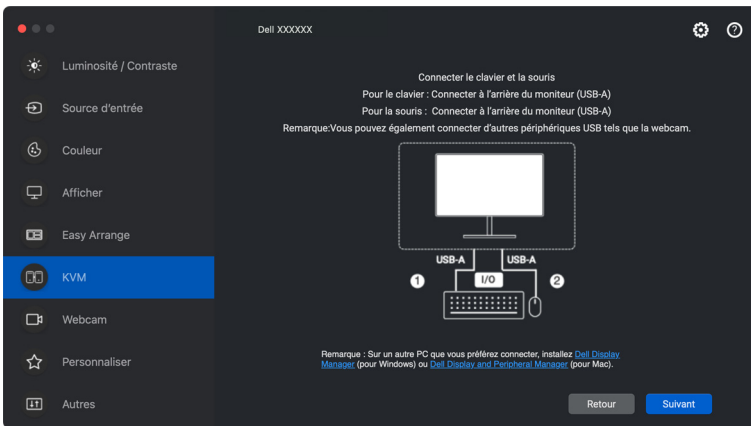 Dell XXXXXX
Luminosité / Contraste
Source d'entrée
Couleur
Afficher
Easy Arrange
KVM
Webcam
Personnaliser
Autres
Connecter le clavier et la souris
Pour le clavier : Connecter à l'arrière du moniteur (USB-A)
Pour la souris : Connecter à l'arrière du moniteur (USB-A)
Remarque:Vous pouvez également connecter d'autres périphériques USB tels que la webcam.
USB-A USB-A
1 I/O 2
Remarque : Sur un autre PC que vous préférez connecter, installez Dell Display
Manager (pour Windows) ou Dell Display and Peripheral Manager (pour Mac).
Retour Suivant